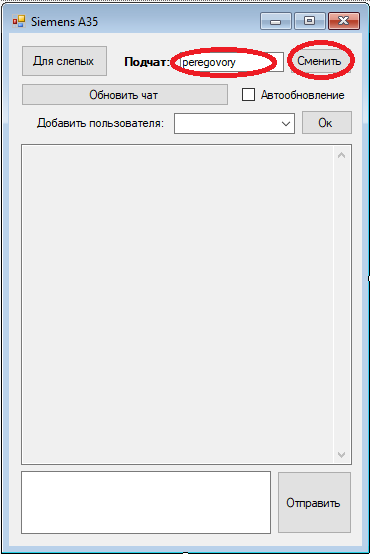 Siemens A35
Для слепых Подчат: peregovory Сменить
Обновить чат Автообновление
Добавить пользователя: Ок
Отправить